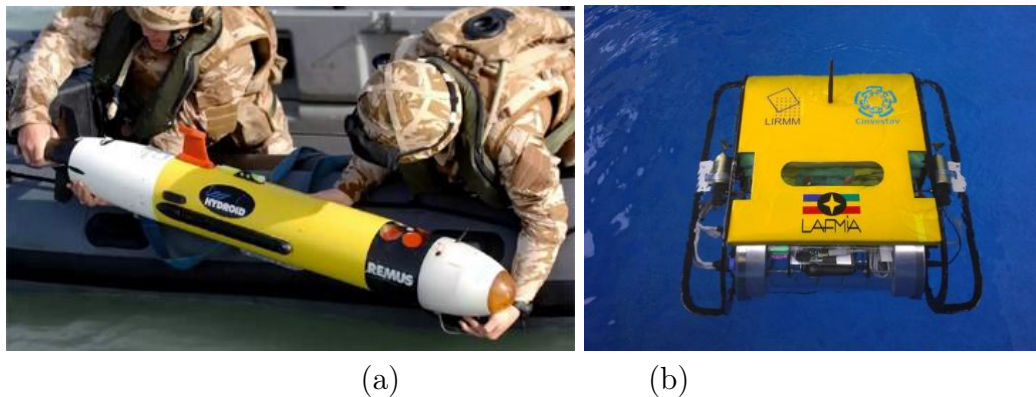 HYDROID
REMUS
LIRMM
Cinvestav
LAFMIA
(a)
(b)